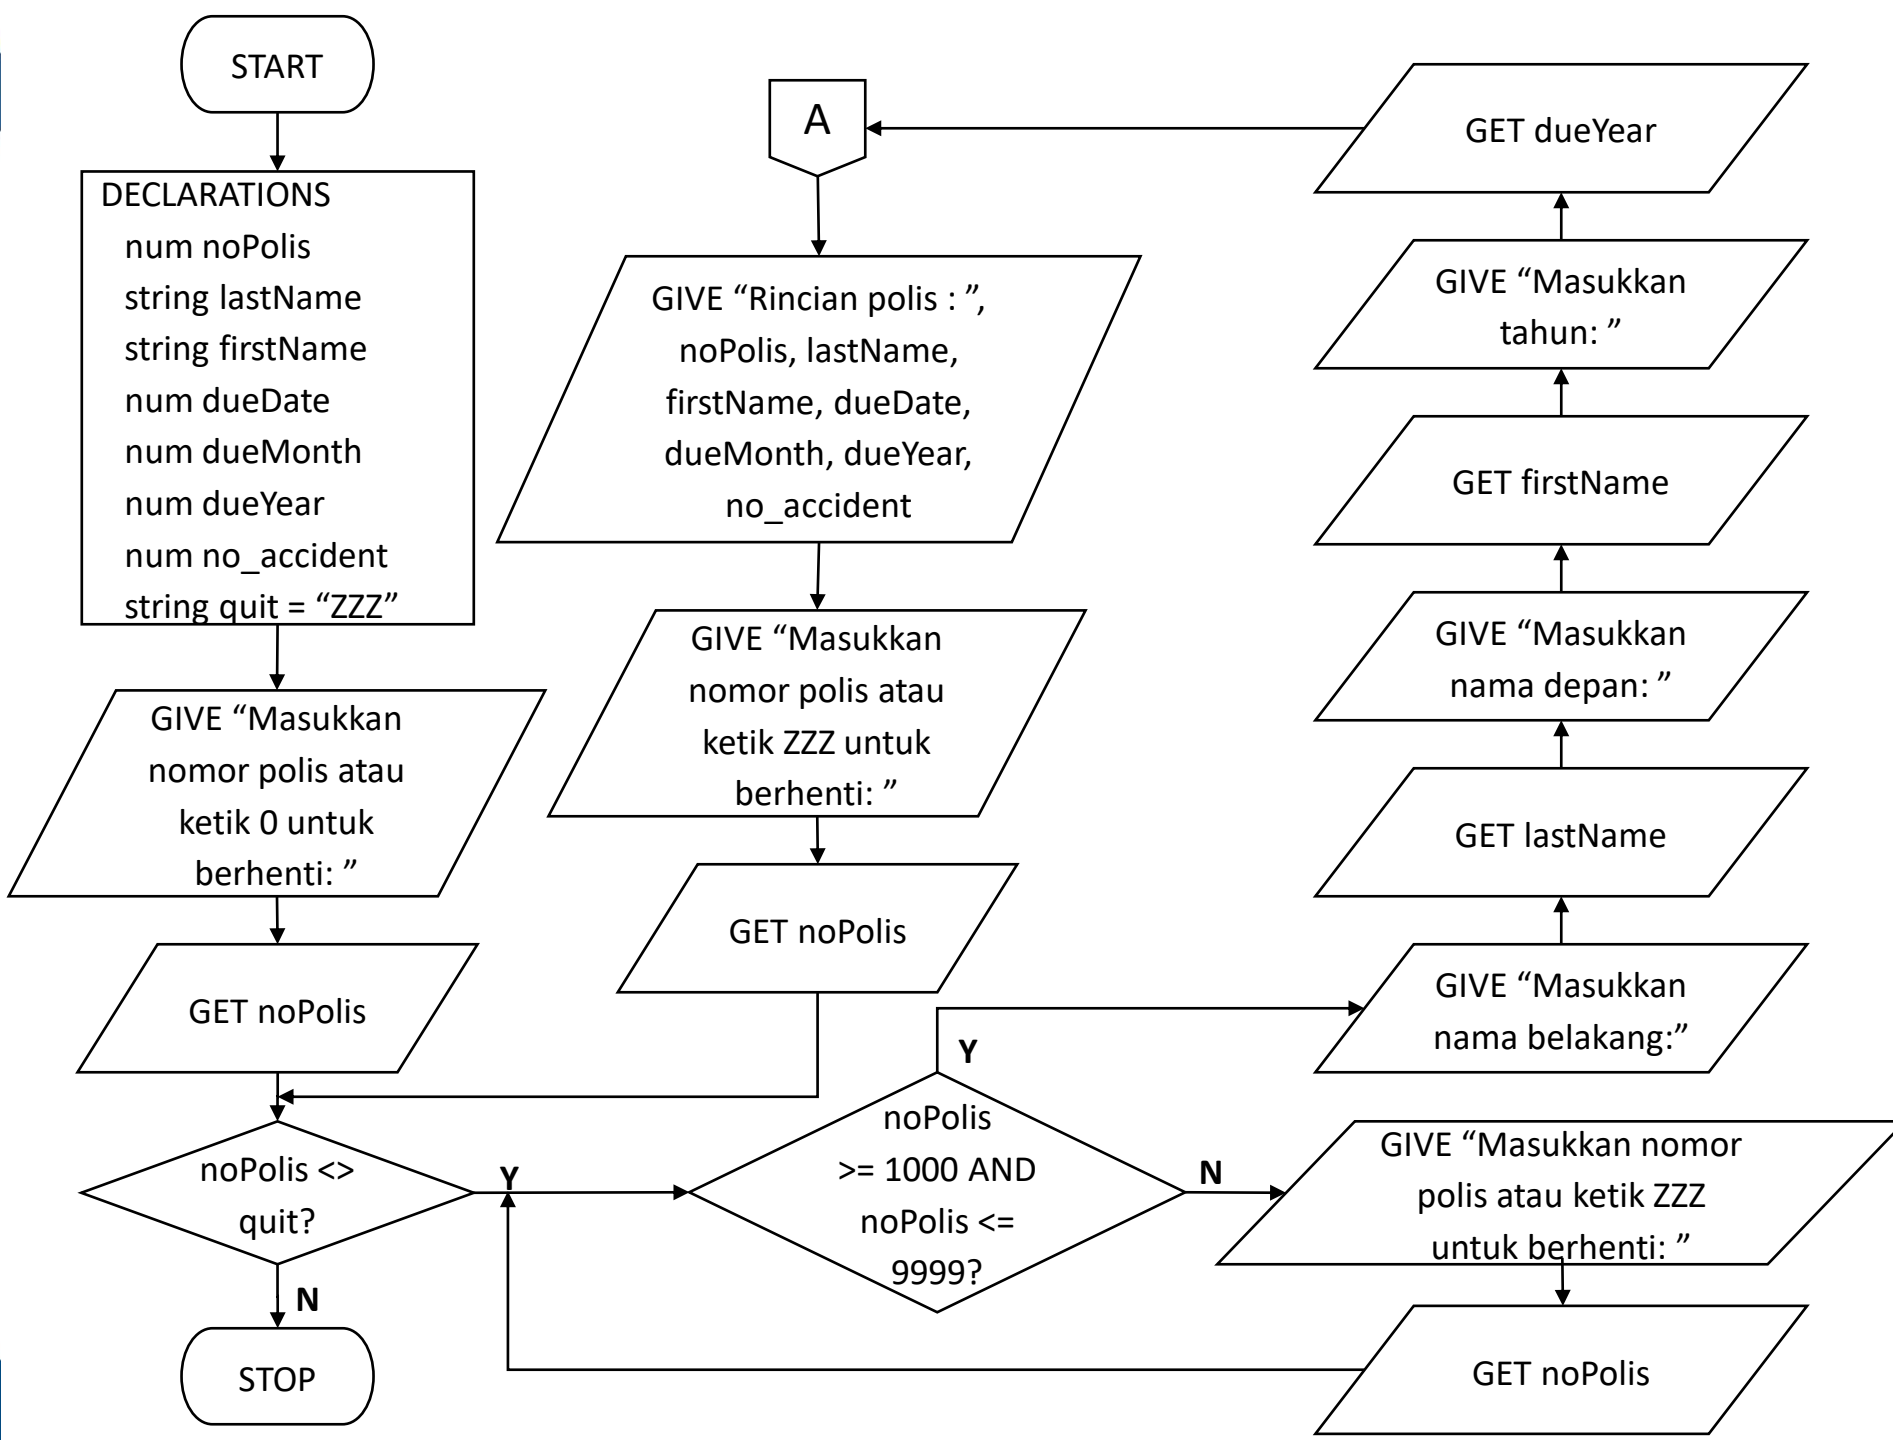 START
DECLARATIONS
num noPolis
string lastName
string firstName
num dueDate
num dueMonth
num dueYear
num no_accident
string quit = “ZZZ”
GIVE “Masukkan
nomor polis atau
ketik 0 untuk
berhenti: ”
GET noPolis
noPolis <>
quit?
N
STOP
Y
A
GIVE “Rincian polis : ”,
noPolis, lastName,
firstName, dueDate,
dueMonth, dueYear,
no_accident
GIVE “Masukkan
nomor polis atau
ketik ZZZ untuk
berhenti: ”
GET noPolis
Y
noPolis
>= 1000 AND
noPolis <=
9999?
N
GET dueYear
GIVE “Masukkan
tahun: ”
GET firstName
GIVE “Masukkan
nama depan: ”
GET lastName
GIVE “Masukkan
nama belakang:”
GIVE “Masukkan nomor
polis atau ketik ZZZ
untuk berhenti: ”
GET noPolis